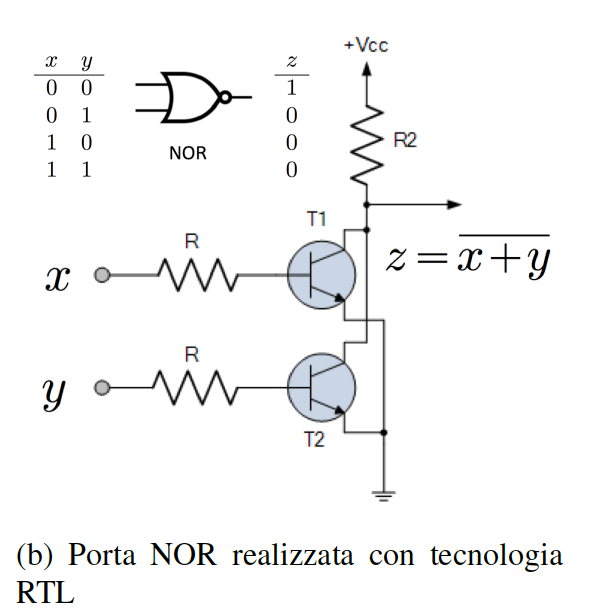 +Vcc
x y z
0 0 1
0 1 0
1 0 0
1 1 0
NOR
R2
T1
R
x
z = \overline{x+y}
R
y
T2
(b) Porta NOR realizzata con tecnologia
RTL